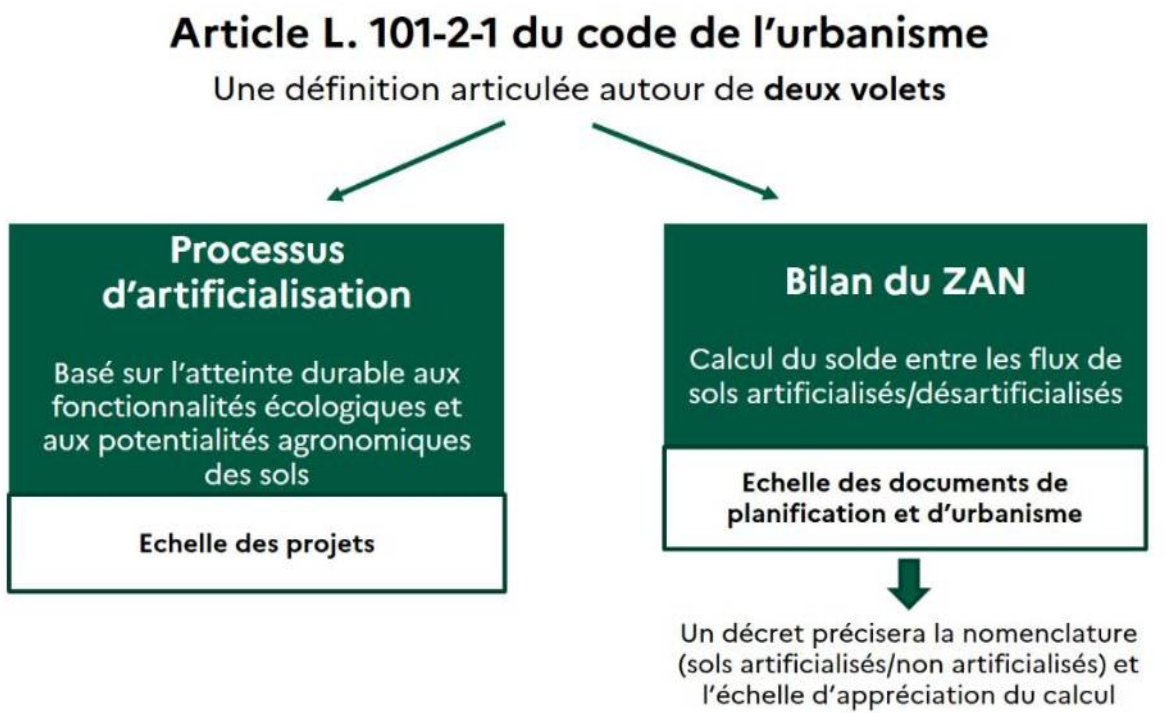 Article L. 101-2-1 du code de l'urbanisme
Une définition articulée autour de deux volets
Processus
d'artificialisation
Basé sur l'atteinte durable aux
fonctionnalités écologiques et
aux potentialités agronomiques
des sols
Echelle des projets
Bilan du ZAN
Calcul du solde entre les flux de
sols artificialisés/désartificialisés
Echelle des documents de
planification et d'urbanisme
Un décret précisera la nomenclature
(sols artificialisés/non artificialisés) et
l'échelle d'appréciation du calcul